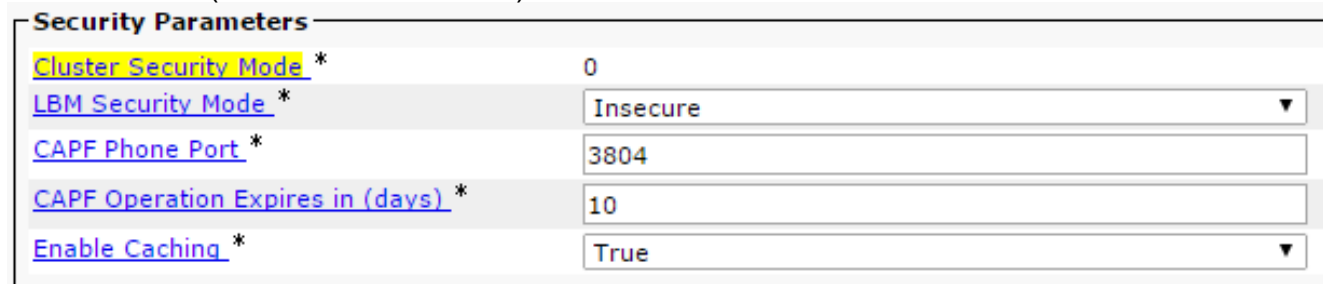 Security Parameters
Cluster Security Mode * 0
LBM Security Mode * Insecure
CAPF Phone Port * 3804
CAPF Operation Expires in (days) * 10
Enable Caching * True